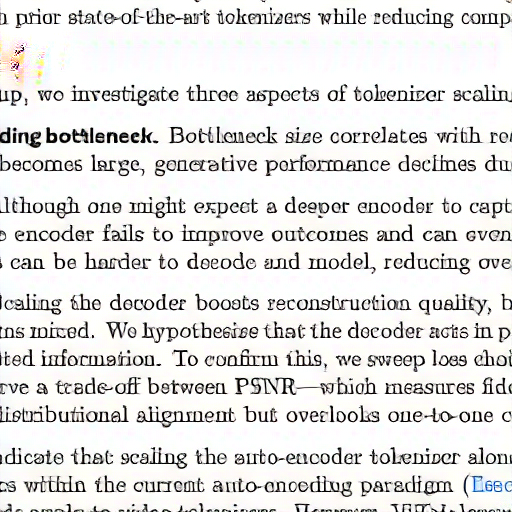 prior state-of-the-art tokenizers while reducing comp
up, we investigate three aspects of tokenizer scaling
ding bottleneck. Bottleneck size correlates with re
becomes large, generative performance declines du
lthough one might expect a deeper encoder to capt
encoder fails to improve outcomes and can even
can be harder to decode and model, reducing ove
caling the decoder boosts reconstruction quality, b
ns mixed. We hypothesize that the decoder acts in p
ted information. To confirm this, we sweep loss choi
rve a trade-off between PSNR—which measures fid
distributional alignment but overlooks one-to-one c
dicate that scaling the auto-encoder tokenizer alon
s within the current auto-encoding paradigm (Esse